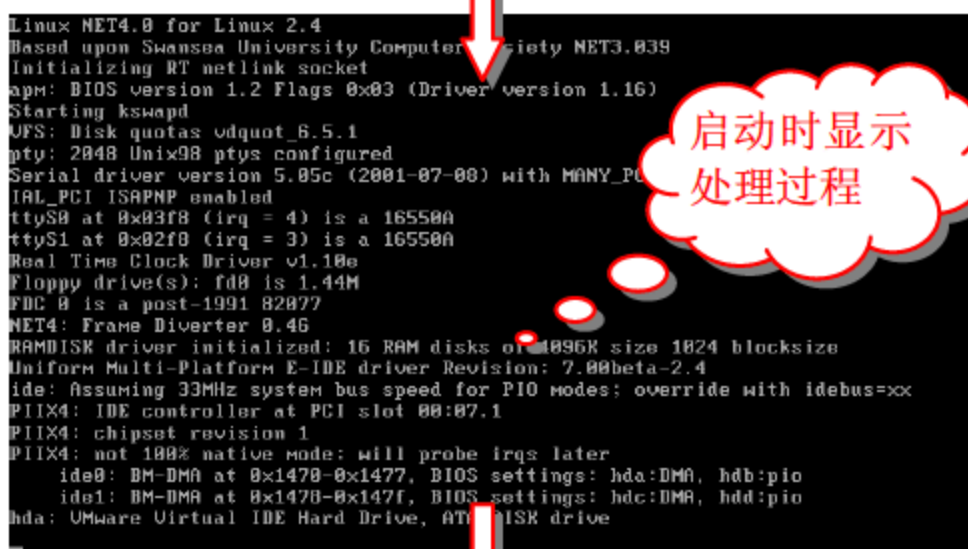 Linux NET4.0 for Linux 2.4
Based upon Swansea University Computer ciety NET3.039
Initializing RT netlink socket
apm: BIOS version 1.2 Flags 0x03 (Driver version 1.16)
Starting kswapd
VFS: Disk quotas vdquot_6.5.1
pty: 2048 Unix98 ptys configured
Serial driver version 5.05c (2001-07-08) with MANY_PO
IAL_PCI ISAPNP enabled
ttyS0 at 0x03f8 (irq = 4) is a 16550A
ttyS1 at 0x02f8 (irq = 3) is a 16550A
Real Time Clock Driver v1.10e
Floppy drive(s): fd0 is 1.44M
FDC 0 is a post-1991 82077
NET4: Frame Diverter 0.46
RAMDISK driver initialized: 16 RAM disks of 4096K size 1024 blocksize
Uniform Multi-Platform E-IDE driver Revision: 7.00beta-2.4
ide: Assuming 33MHz system bus speed for PIO modes; override with idebus=xx
PIIX4: IDE controller at PCI slot 00:07.1
PIIX4: chipset revision 1
PIIX4: not 100% native mode: will probe irqs later
ide0: BM-DMA at 0x1470-0x1477, BIOS settings: hda:DMA, hdb:pio
ide1: BM-DMA at 0x1478-0x147f, BIOS settings: hdc:DMA, hdd:pio
hda: VMware Virtual IDE Hard Drive, ATA DISK drive
启动时显示
处理过程